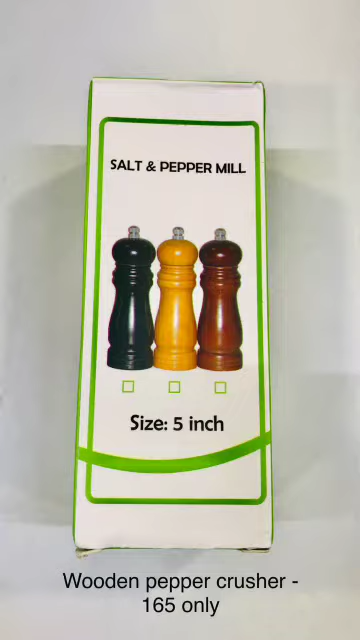 SALT & PEPPER MILL
Size: 5 inch
Wooden pepper crusher -
165 only